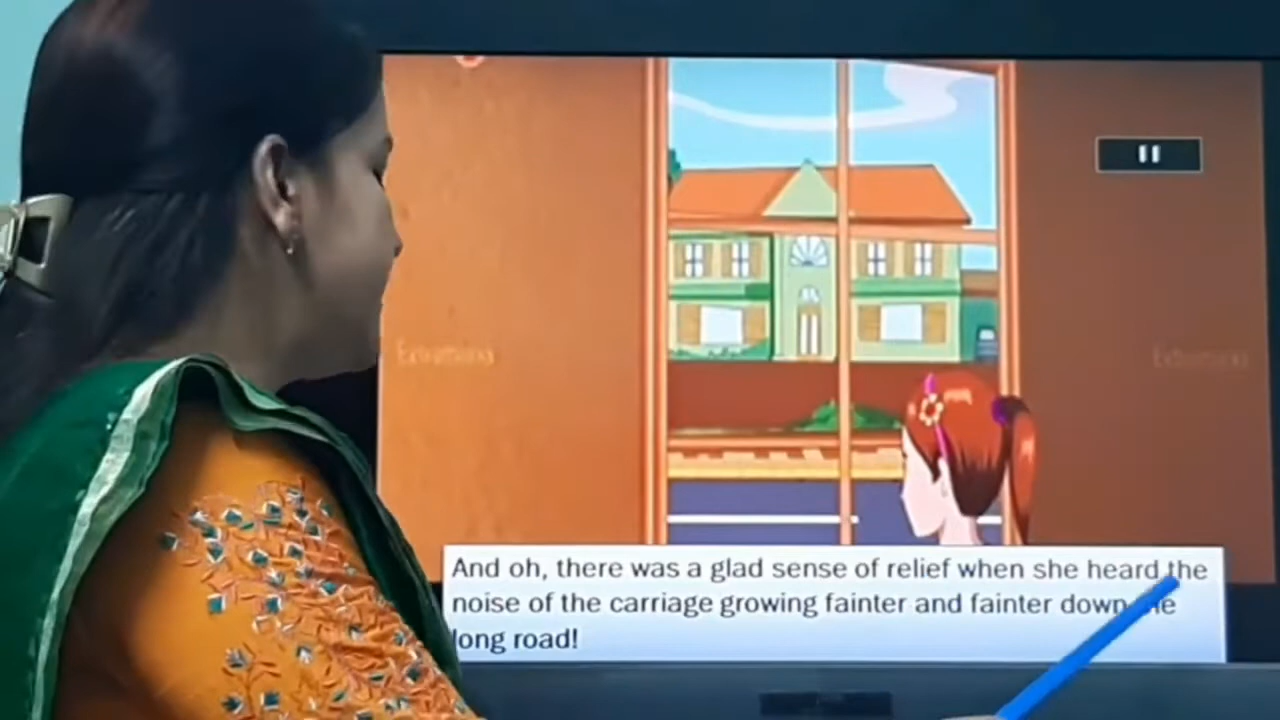 And oh, there was a glad sense of relief when she heard the
noise of the carriage growing fainter and fainter down the
long road!